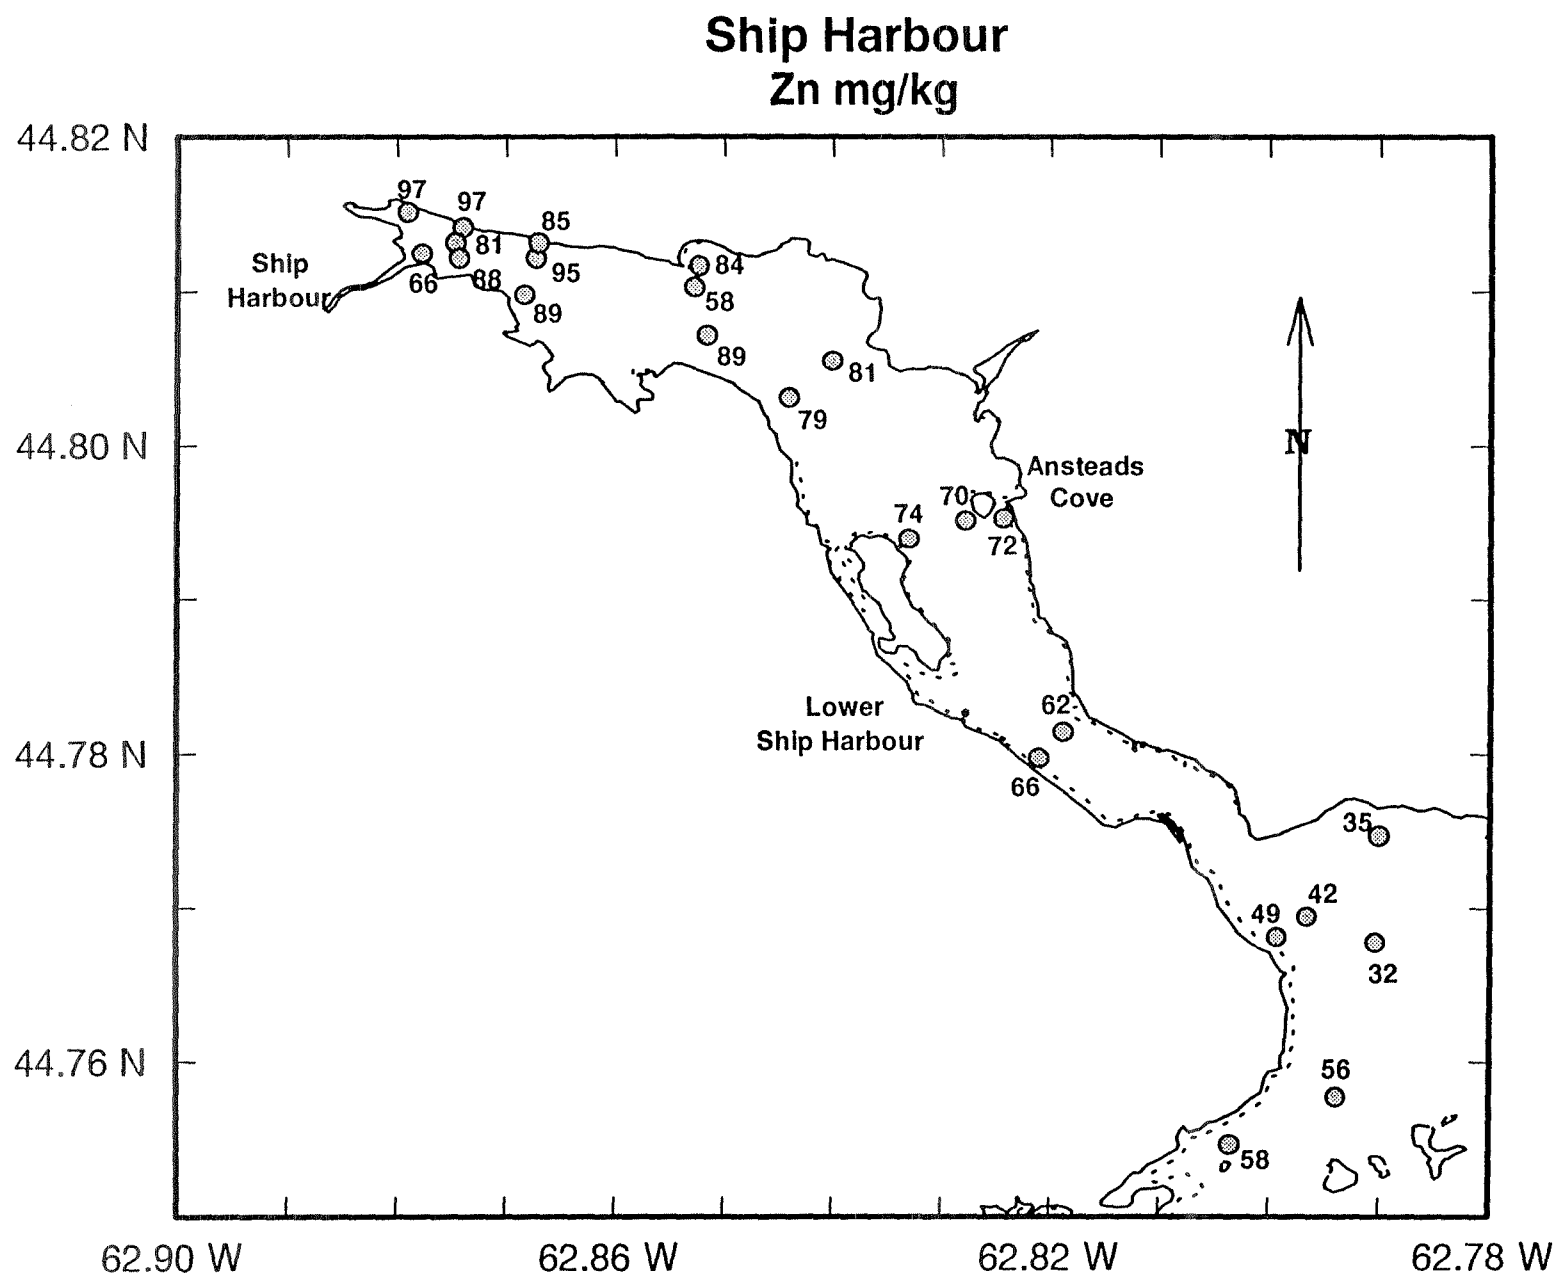 Ship Harbour
Zn mg/kg
44.82 N
97
97
85
81
Ship
Harbour
66
88
95
84
89
58
89
81
79
44.80 N
N
Ansteads
Cove
70
74
72
62
Lower
Ship Harbour
44.78 N
66
35
42
49
32
44.76 N
56
58
62.90 W
62.86 W
62.82 W
62.78 W